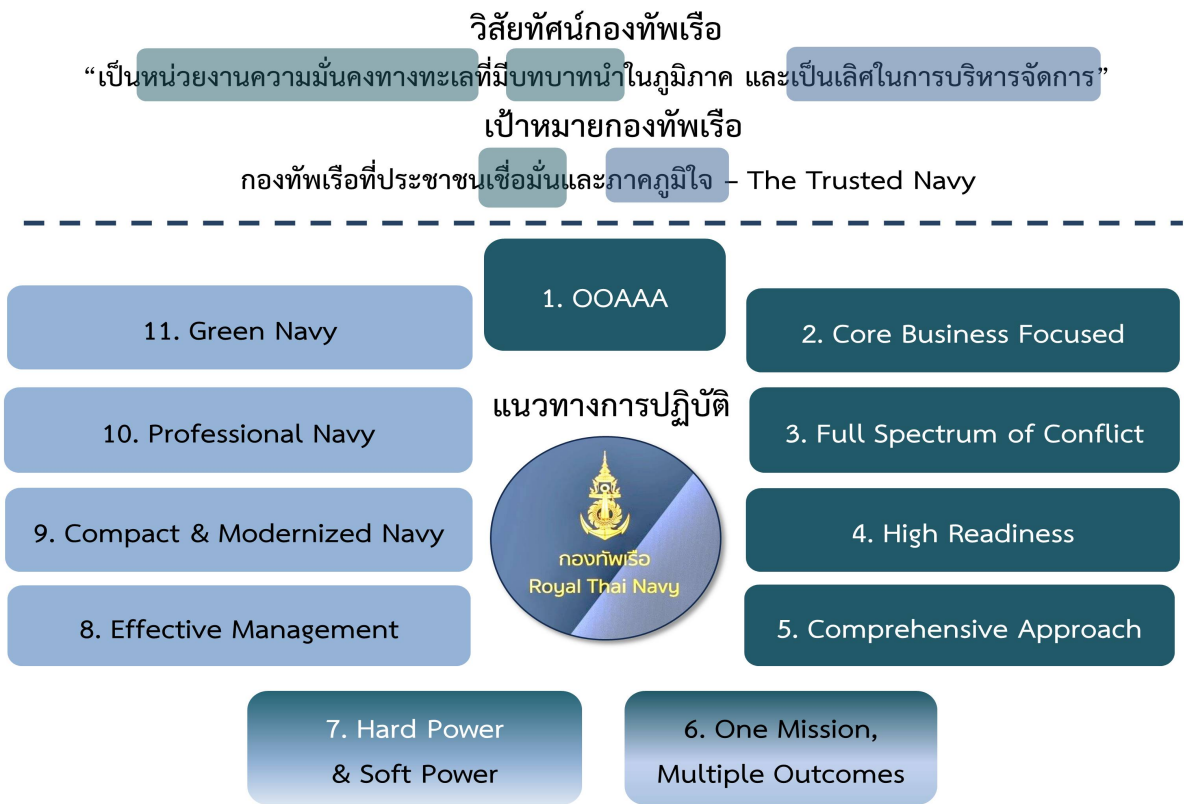 วิสัยทัศน์กองทัพเรือ
“เป็นหน่วยงานความมั่นคงทางทะเลที่มีบทบาทนำในภูมิภาค และเป็นเลิศในการบริหารจัดการ”
เป้าหมายกองทัพเรือ
กองทัพเรือที่ประชาชนเชื่อมั่นและภาคภูมิใจ – The Trusted Navy
1. OOAAA
2. Core Business Focused
3. Full Spectrum of Conflict
4. High Readiness
5. Comprehensive Approach
6. One Mission,
Multiple Outcomes
7. Hard Power
& Soft Power
8. Effective Management
9. Compact & Modernized Navy
10. Professional Navy
11. Green Navy
แนวทางการปฏิบัติ
กองทัพเรือ
Royal Thai Navy